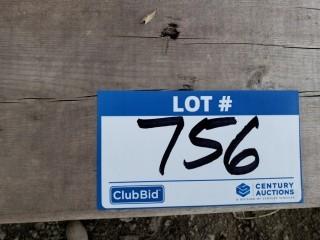 LOT #
756
ClubBid
CENTURY
AUCTIONS